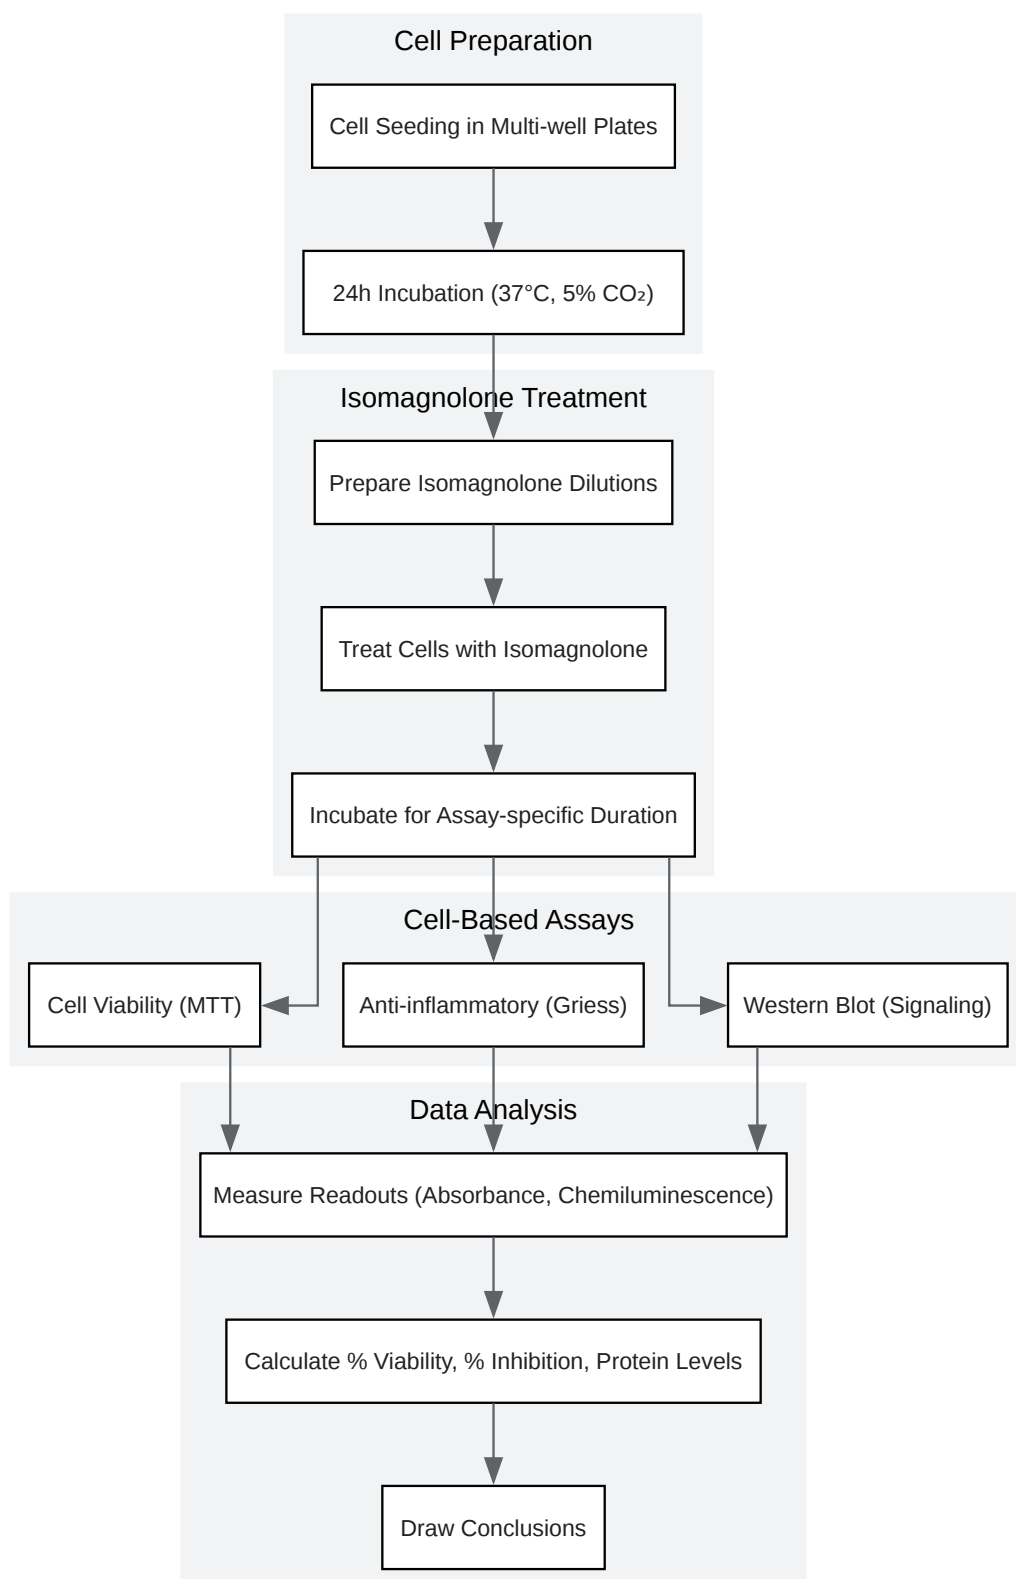 Cell Preparation
Cell Seeding in Multi-well Plates
24h Incubation (37°C, 5% CO₂)
Isomagnolone Treatment
Prepare Isomagnolone Dilutions
Treat Cells with Isomagnolone
Incubate for Assay-specific Duration
Cell-Based Assays
Cell Viability (MTT)
Anti-inflammatory (Griess)
Western Blot (Signaling)
Data Analysis
Measure Readouts (Absorbance, Chemiluminescence)
Calculate % Viability, % Inhibition, Protein Levels
Draw Conclusions